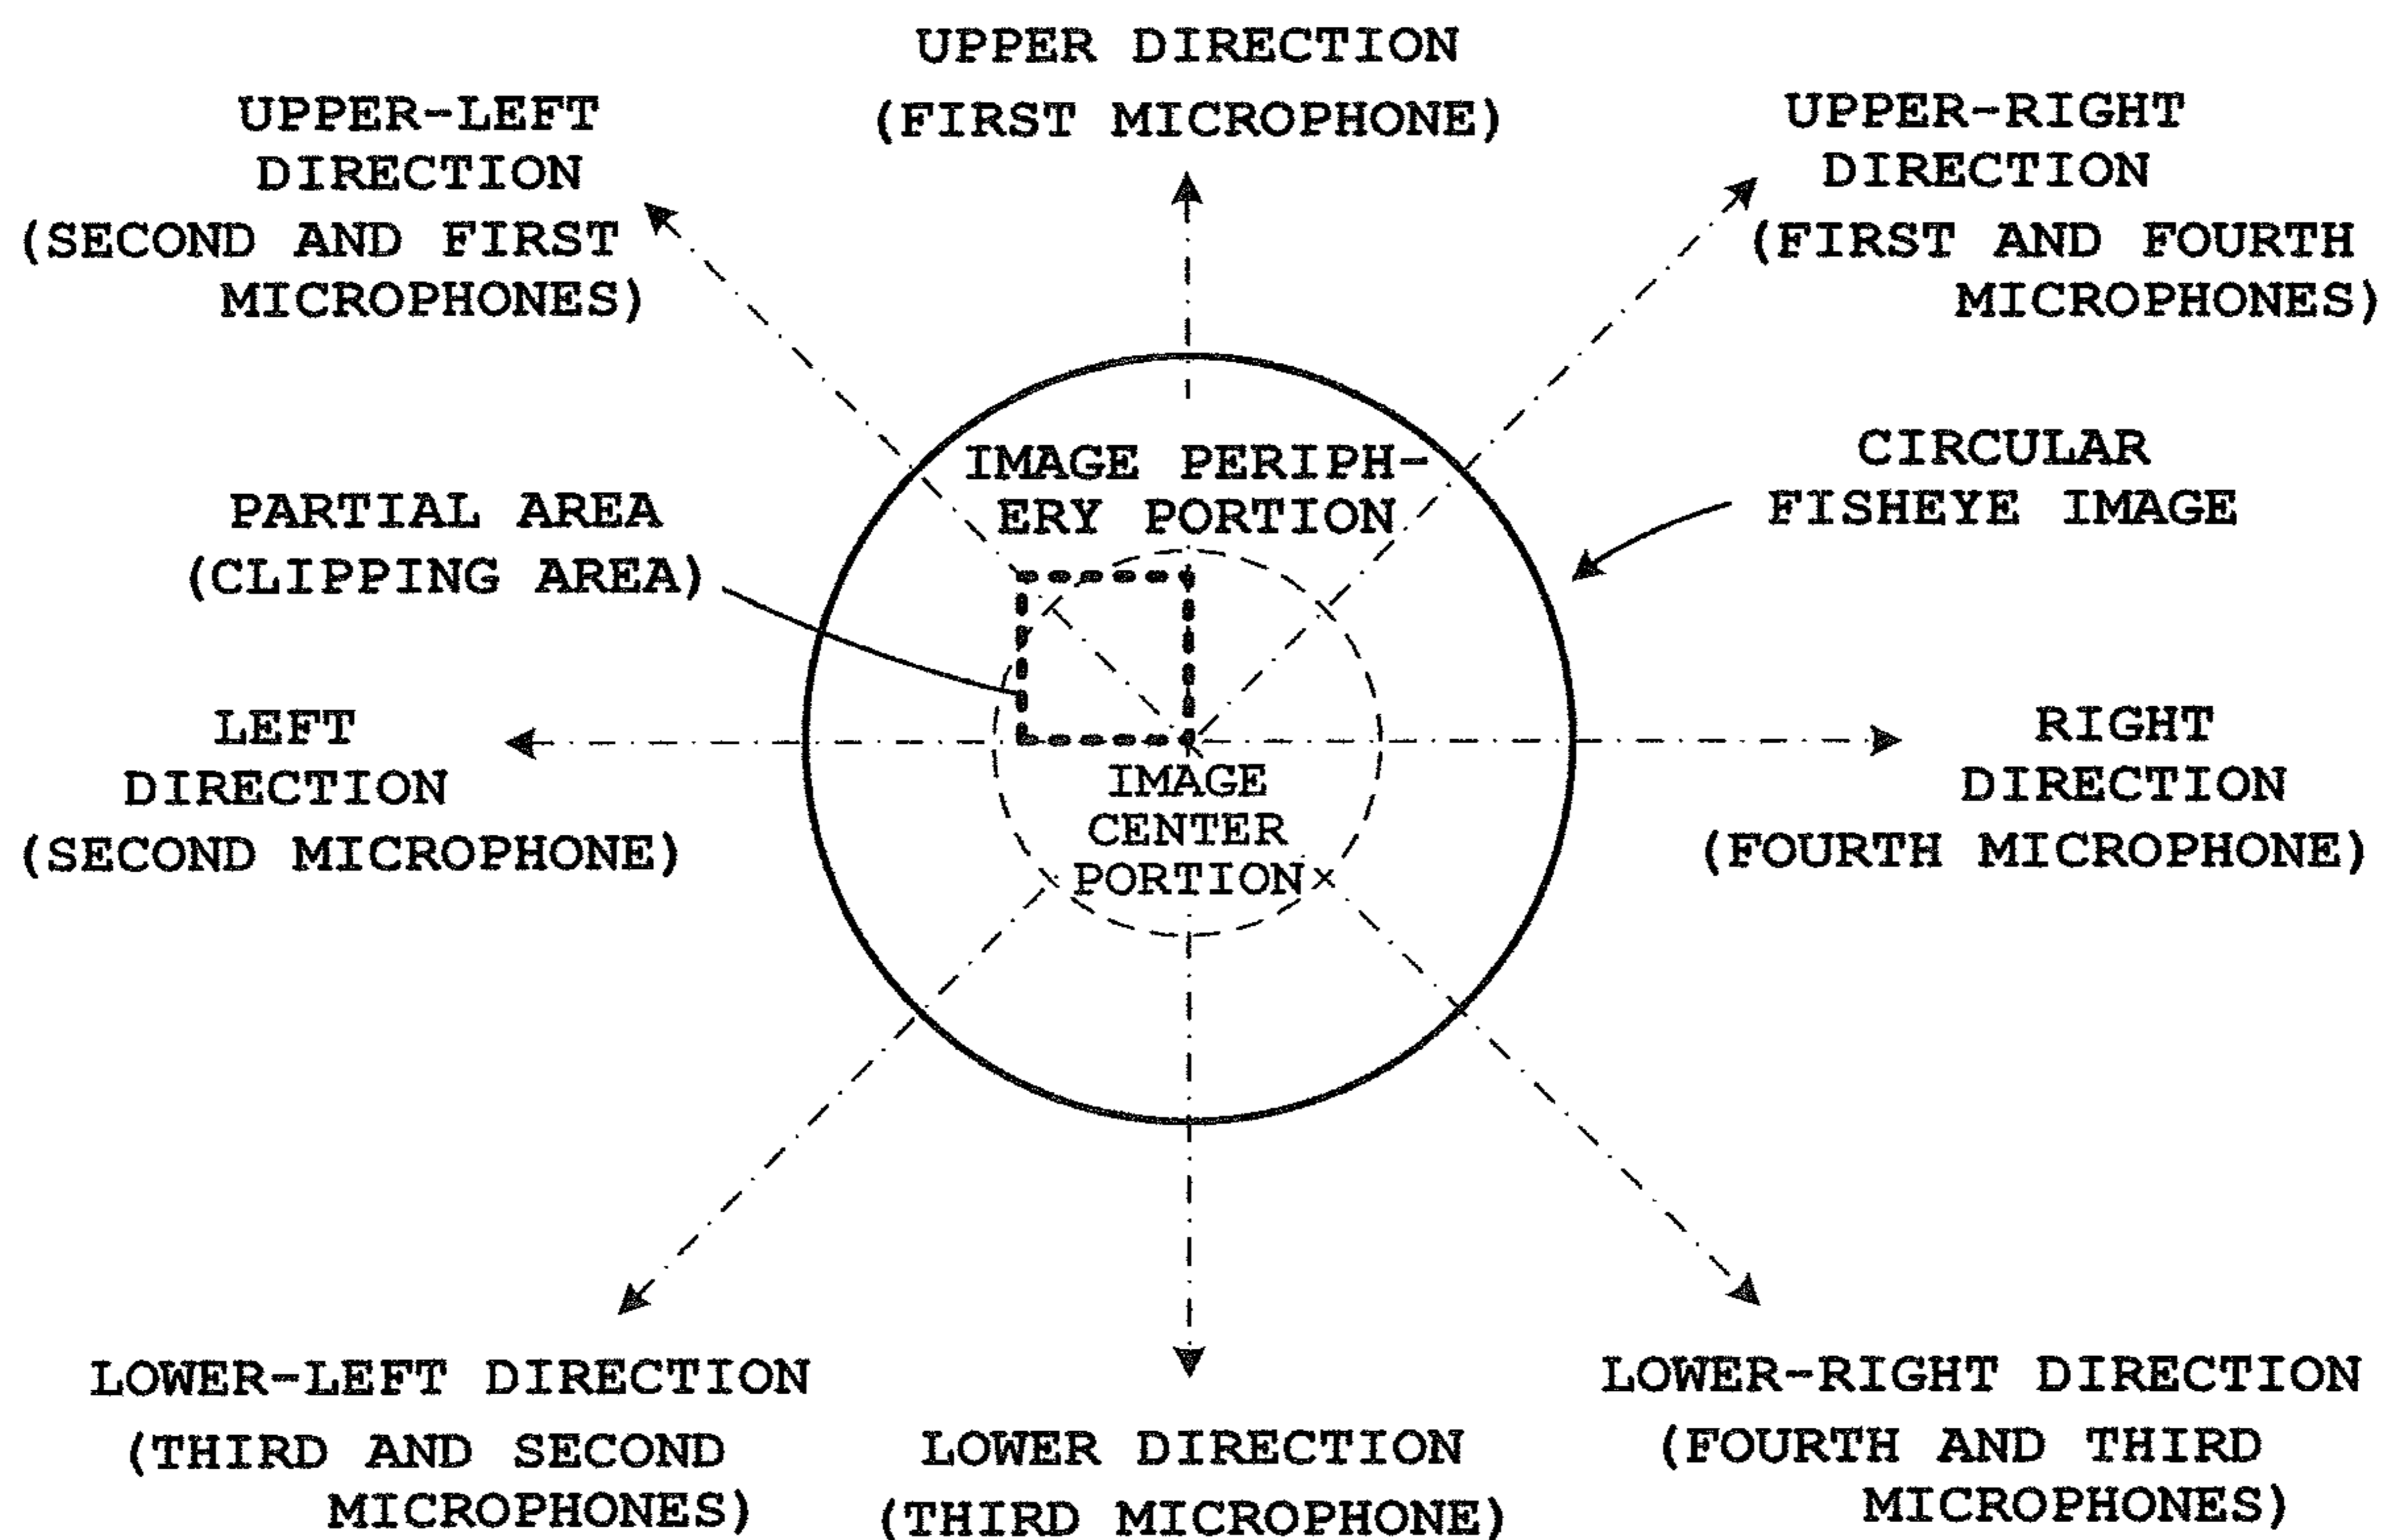 UPPER DIRECTION
(FIRST MICROPHONE)
UPPER-LEFT
DIRECTION
(SECOND AND FIRST
MICROPHONES)
UPPER-RIGHT
DIRECTION
(FIRST AND FOURTH
MICROPHONES)
IMAGE PERIPH-
ERY PORTION
CIRCULAR
FISHEYE IMAGE
PARTIAL AREA
(CLIPPING AREA)
LEFT
DIRECTION
(SECOND MICROPHONE)
IMAGE
CENTER
PORTION
RIGHT
DIRECTION
(FOURTH MICROPHONE)
LOWER-LEFT DIRECTION
(THIRD AND SECOND
MICROPHONES)
LOWER DIRECTION
(THIRD MICROPHONE)
LOWER-RIGHT DIRECTION
(FOURTH AND THIRD
MICROPHONES)